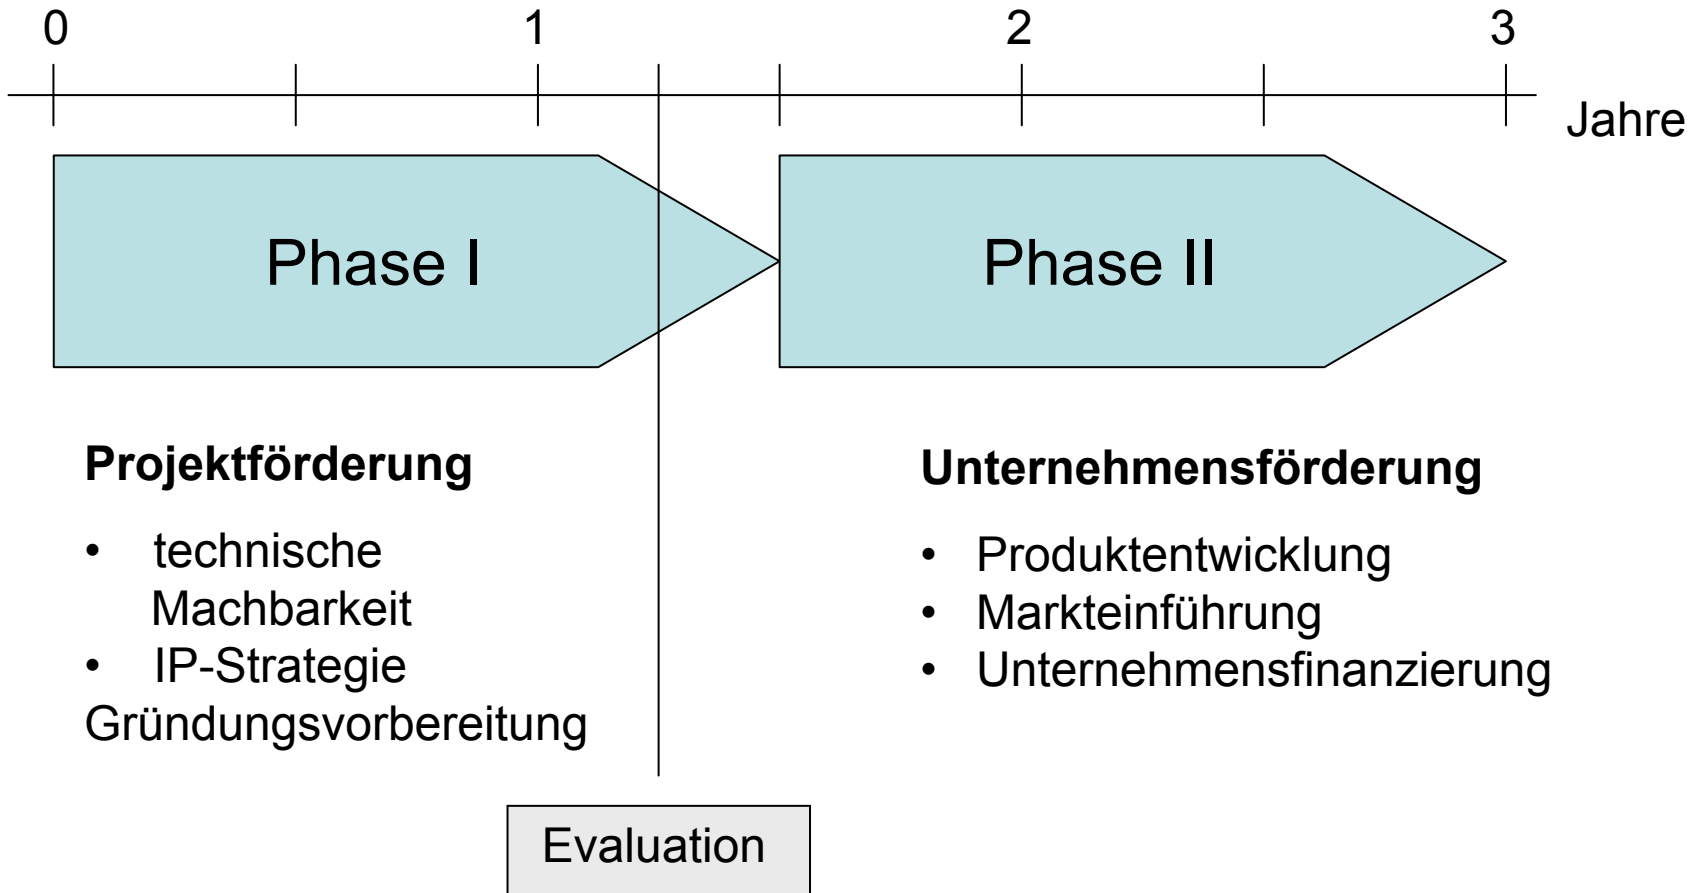 0 1 2 3
Jahre
Phase I
Phase II
Projektförderung
• technische
Machbarkeit
• IP-Strategie
Gründungsvorbereitung
Unternehmensförderung
• Produktentwicklung
• Markteinführung
• Unternehmensfinanzierung
Evaluation